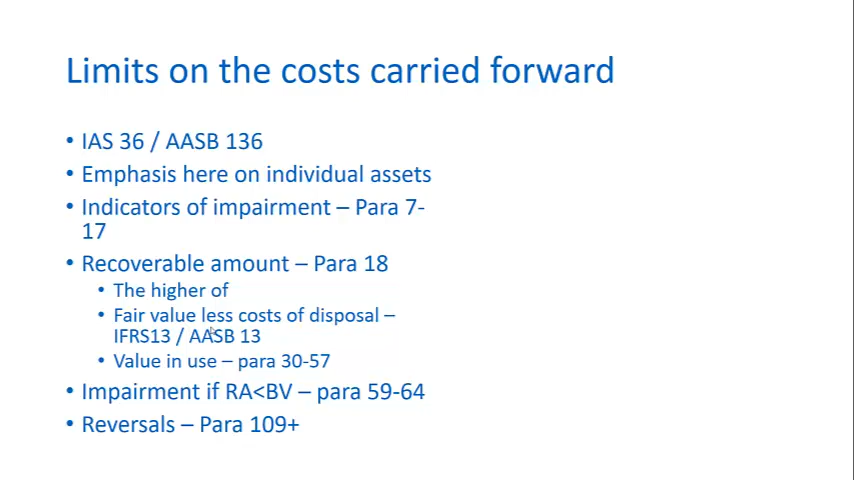 Limits on the costs carried forward
• IAS 36 / AASB 136
• Emphasis here on individual assets
• Indicators of impairment – Para 7-
17
• Recoverable amount – Para 18
• The higher of
• Fair value less costs of disposal –
IFRS13 / AASB 13
• Value in use – para 30-57
• Impairment if RA<BV – para 59-64
• Reversals – Para 109+